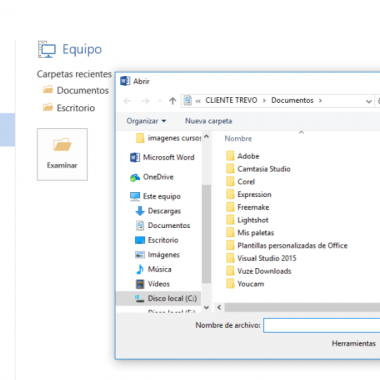 Equipo
Carpetas recientes
Documentos
Escritorio
Examinar
Abrir
« CLIENTE TREVO > Documentos >
Organizar Nueva carpeta
imagenes cursos
Microsoft Word
OneDrive
Este equipo
Descargas
Documentos
Escritorio
Imágenes
Música
Vídeos
Disco local (C:)
Nombre
Adobe
Camtasia Studio
Corel
Expression
Freemake
Lightshot
Mis paletas
Plantillas personalizadas de Office
Visual Studio 2015
Vuze Downloads
Youcam
Nombre de archivo:
Herramientas